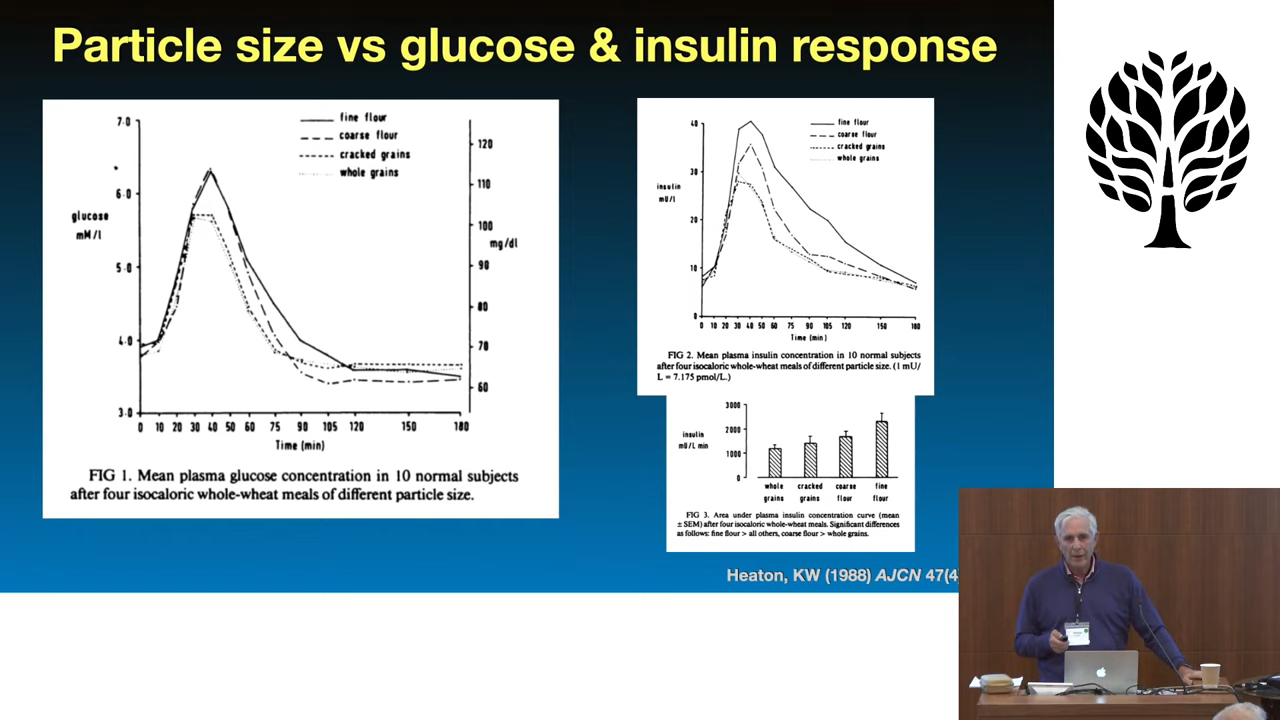 Particle size vs glucose & insulin response
fine flour
coarse flour
cracked grains
whole grains
7.0
6.0
5.0
4.0
3.0
glucose
mM/l
120
110
100
90
80
70
60
mg/dl
0 10 20 30 40 50 60 75 90 105 120 150 180
Time (min)
FIG 1. Mean plasma glucose concentration in 10 normal subjects
after four isocaloric whole-wheat meals of different particle size.
fine flour
coarse flour
cracked grains
whole grains
40
30
20
10
0
insulin
mU/l
0 10 20 30 40 50 60 75 90 105 120 150 180
Time (min)
FIG 2. Mean plasma insulin concentration in 10 normal subjects
after four isocaloric whole-wheat meals of different particle size. (1 mU/
L = 7.175 pmol/L.)
3000
2000
1000
0
insulin
mU/L min
whole grains
cracked grains
coarse flour
fine flour
FIG 3. Area under plasma insulin concentration curve (mean
± SEM) after four isocaloric whole-wheat meals. Significant differences
as follows: fine flour > all others, coarse flour > whole grains.
Heaton, KW (1988) AJCN 47(4